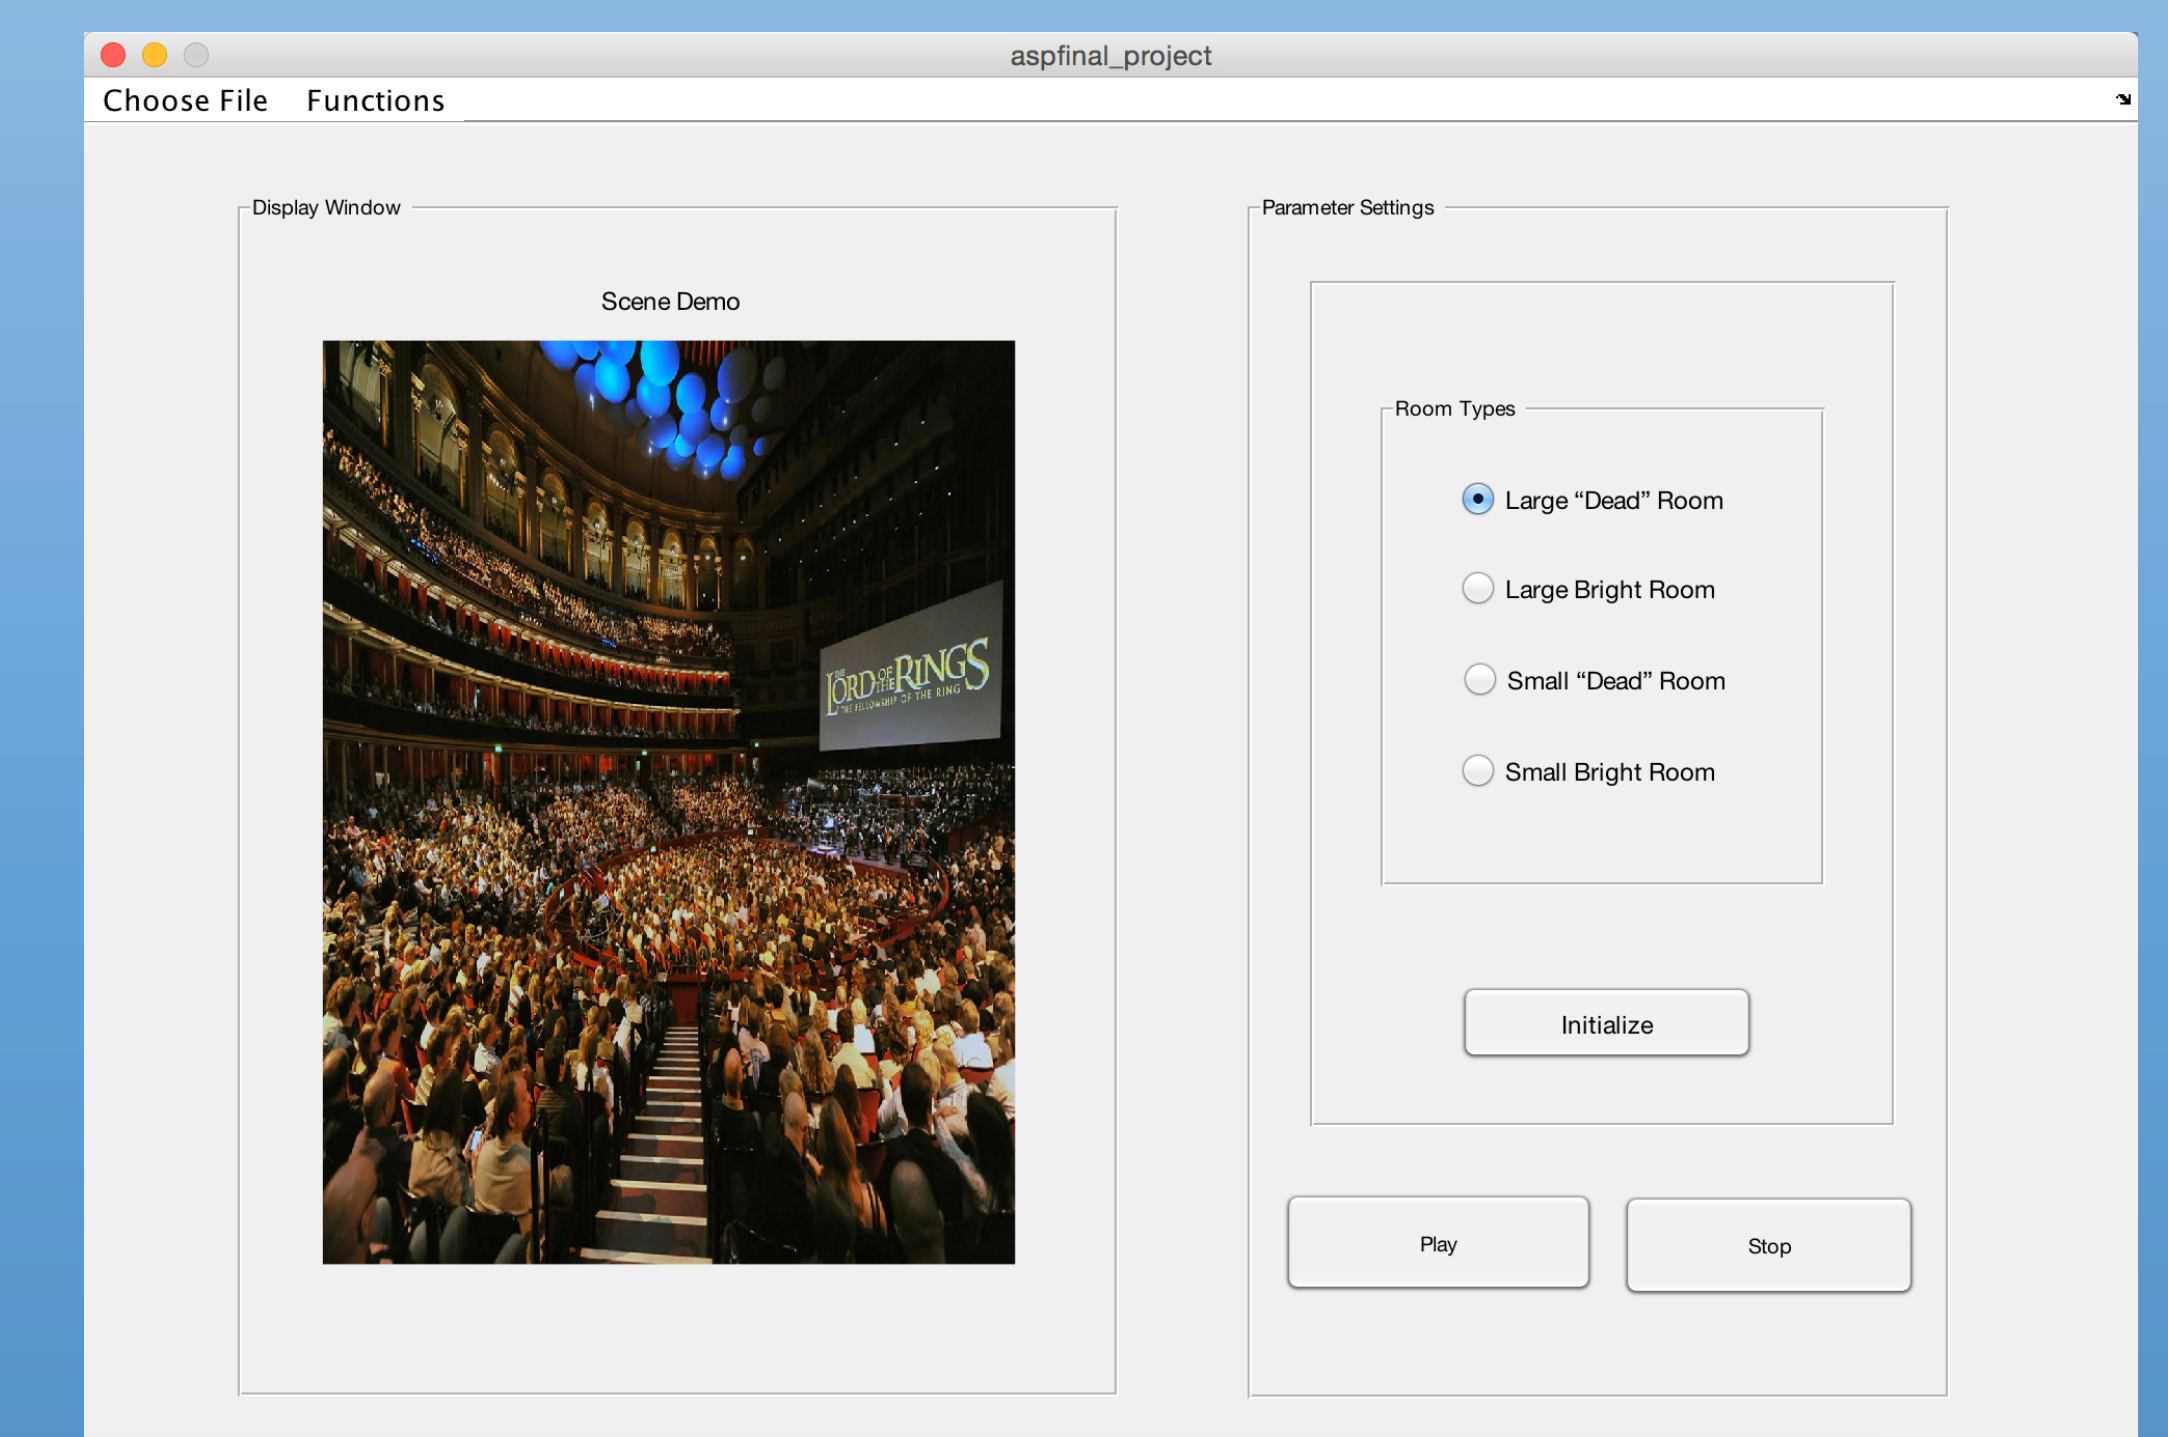 aspfinal_project
Choose File Functions
Display Window
Scene Demo
THE
LORD OF THE RINGS
THE FELLOWSHIP OF THE RING
Parameter Settings
Room Types
Large “Dead” Room
Large Bright Room
Small “Dead” Room
Small Bright Room
Initialize
Play
Stop